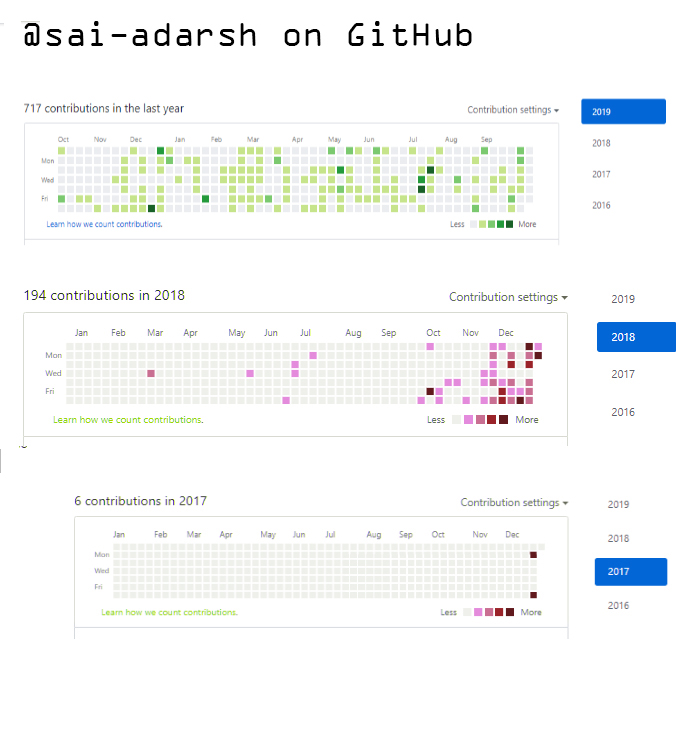 @sai-adarsh on GitHub
717 contributions in the last year
Contribution settings
2019
2018
2017
2016
Oct Nov Dec Jan Feb Mar Apr May Jun Jul Aug Sep
Mon
Wed
Fri
Learn how we count contributions.
Less More
194 contributions in 2018
Contribution settings
2019
2018
2017
2016
Jan Feb Mar Apr May Jun Jul Aug Sep Oct Nov Dec
Mon
Wed
Fri
Learn how we count contributions.
Less More
6 contributions in 2017
Contribution settings
2019
2018
2017
2016
Jan Feb Mar Apr May Jun Jul Aug Sep Oct Nov Dec
Mon
Wed
Fri
Learn how we count contributions.
Less More